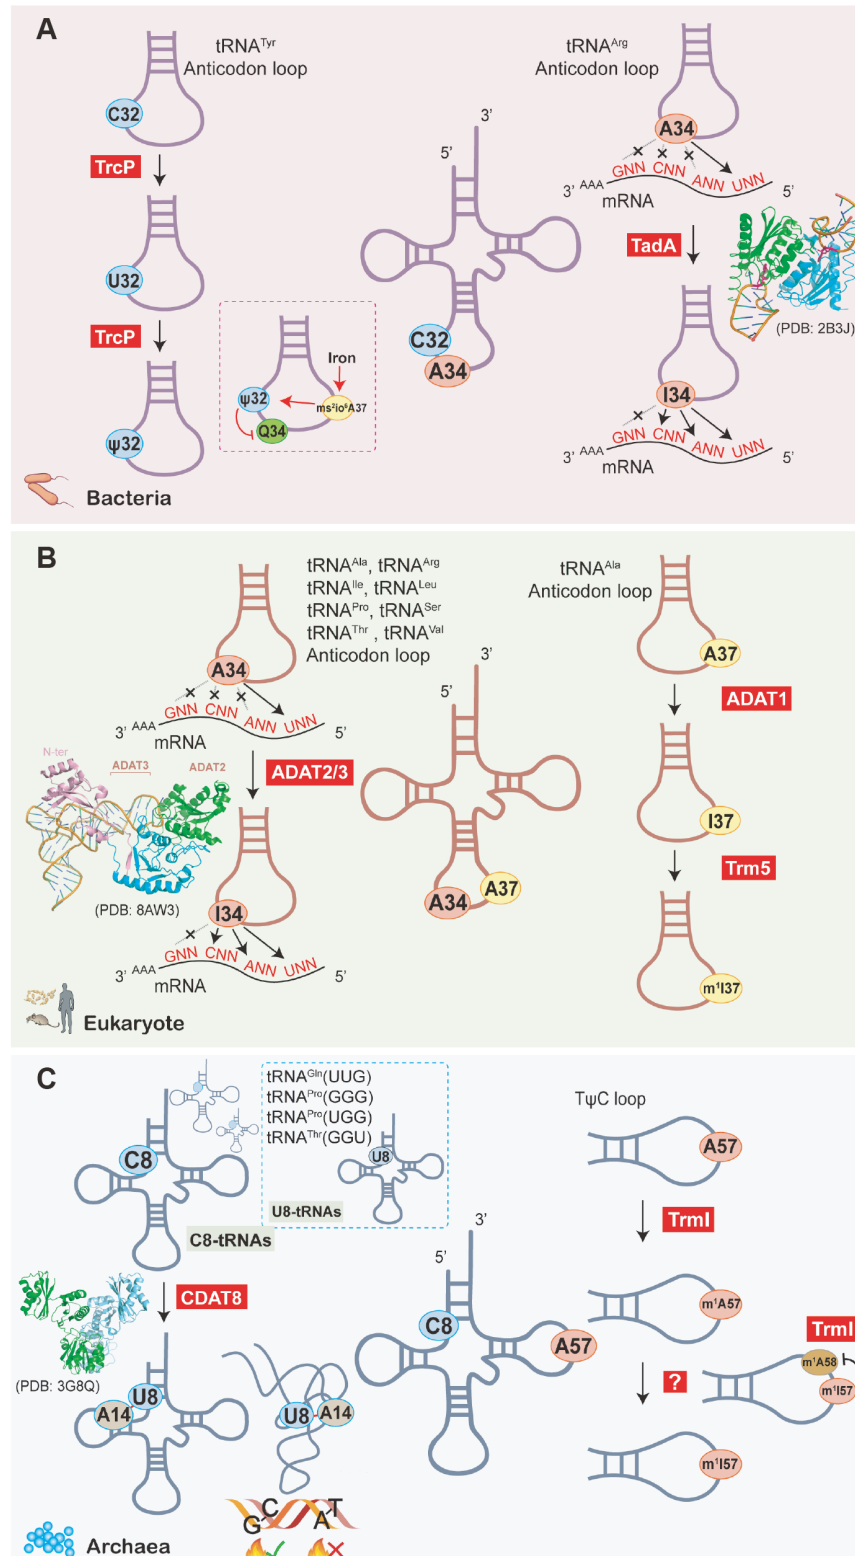 A
tRNAᵀʸʳ
Anticodon loop
C32
TrcP
U32
TrcP
ψ32
Iron
ψ32
ms²io⁶A37
Q34
Bacteria
3’
5’
C32
A34
tRNAᴬʳᵍ
Anticodon loop
A34
GNN CNN ANN UNN
3’ AAA 5’
mRNA
TadA
(PDB: 2B3J)
I34
GNN CNN ANN UNN
3’ AAA 5’
mRNA
B
tRNAᴬˡᵃ, tRNAᴬʳᵍ
tRNAᴵˡᵉ, tRNAᴸᵉᵘ
tRNAᴾʳᵒ, tRNAˢᵉʳ
tRNAᵀʰʳ , tRNAⱽᵃˡ
Anticodon loop
A34
GNN CNN ANN UNN
3’ AAA 5’
mRNA
N-ter
ADAT3
ADAT2
ADAT2/3
(PDB: 8AW3)
I34
GNN CNN ANN UNN
3’ AAA 5’
mRNA
Eukaryote
3’
5’
A34
A37
tRNAᴬˡᵃ
Anticodon loop
A37
ADAT1
I37
Trm5
m¹I37
C
C8
C8-tRNAs
tRNAᴳˡⁿ(UUG)
tRNAᴾʳᵒ(GGG)
tRNAᴾʳᵒ(UGG)
tRNAᵀʰʳ(GGU)
U8
U8-tRNAs
CDAT8
(PDB: 3G8Q)
U8
A14
U8
A14
G
C
A
T
Archaea
3’
5’
C8
A57
TψC loop
A57
TrmI
m¹A57
?
TrmI
m¹A58
m¹I57
m¹I57